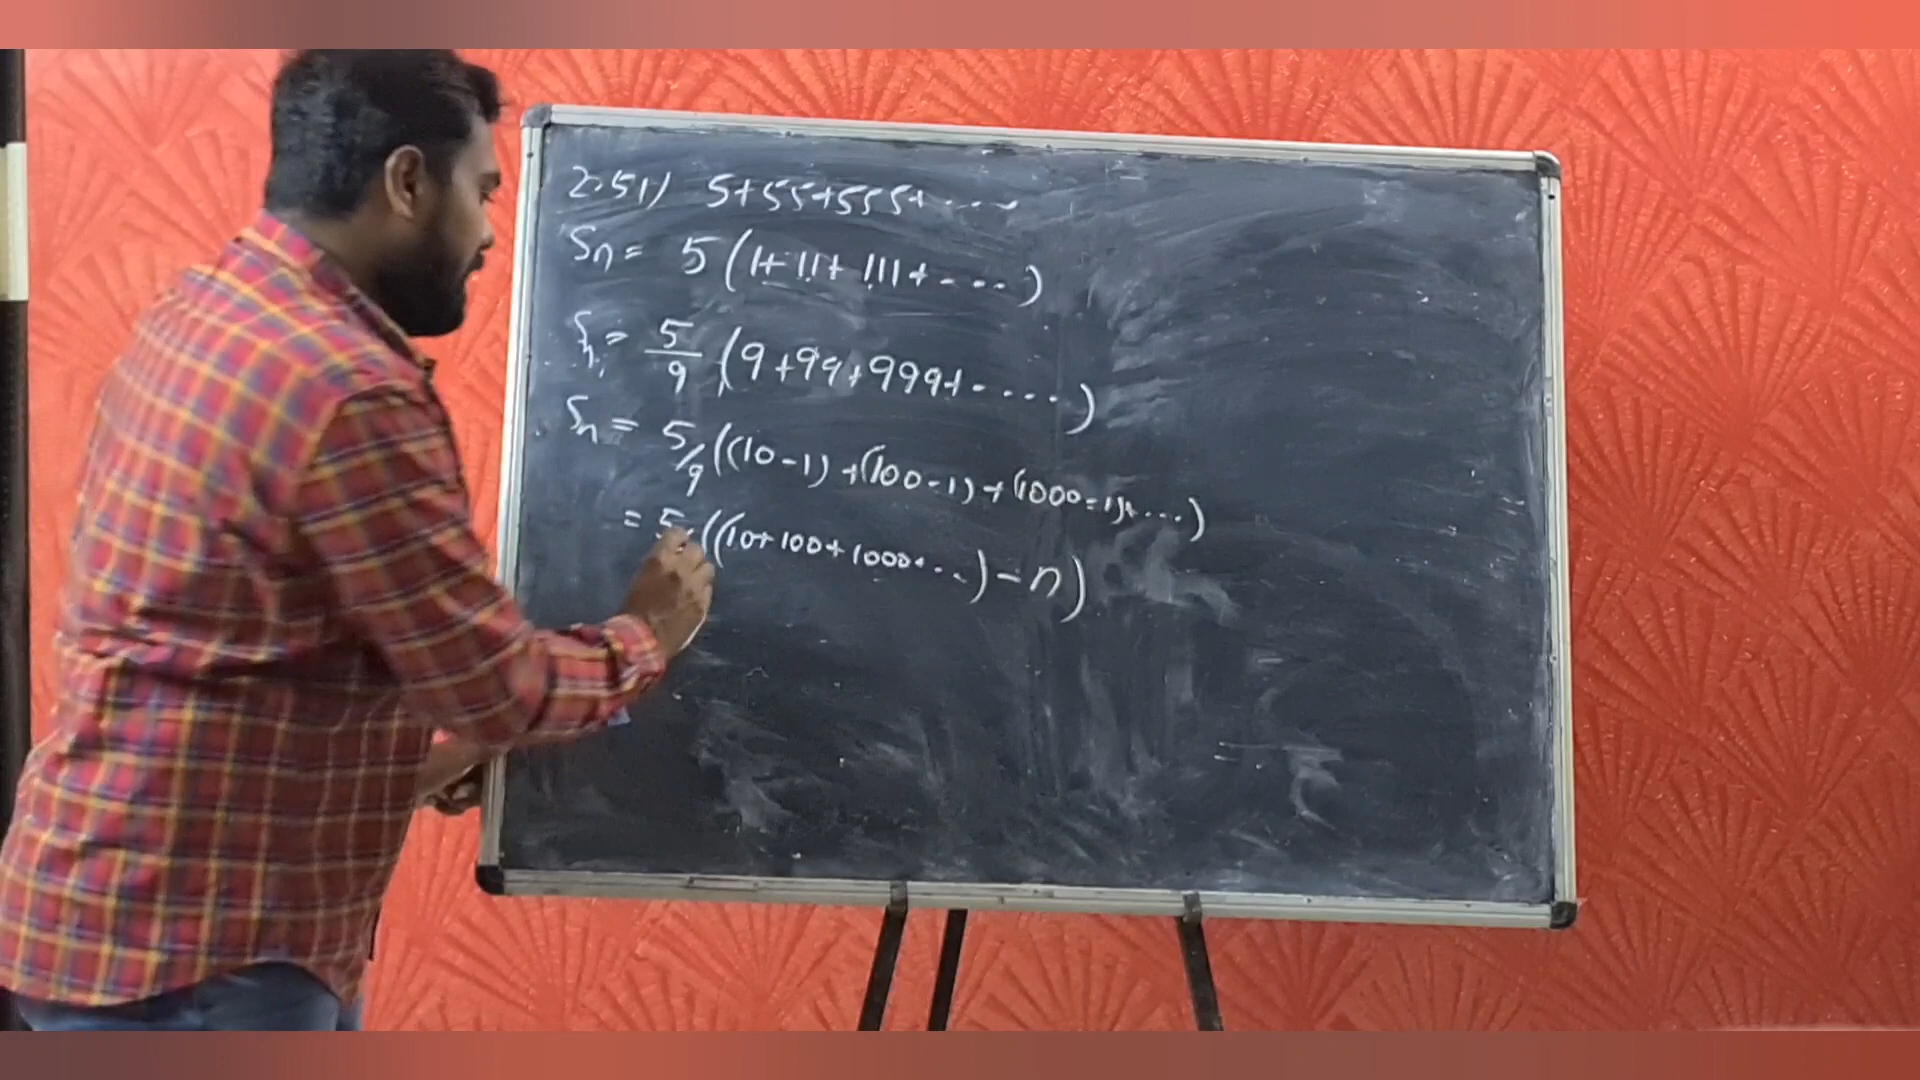 2.51) 5+55+555+....
Sn = 5(1+11+111+....)
Sn = 5/9 (9+99+999+.....)
Sn = 5/9((10-1)+(100-1)+(1000-1)+....)
= 5/ ((10+100+1000+...)-n)